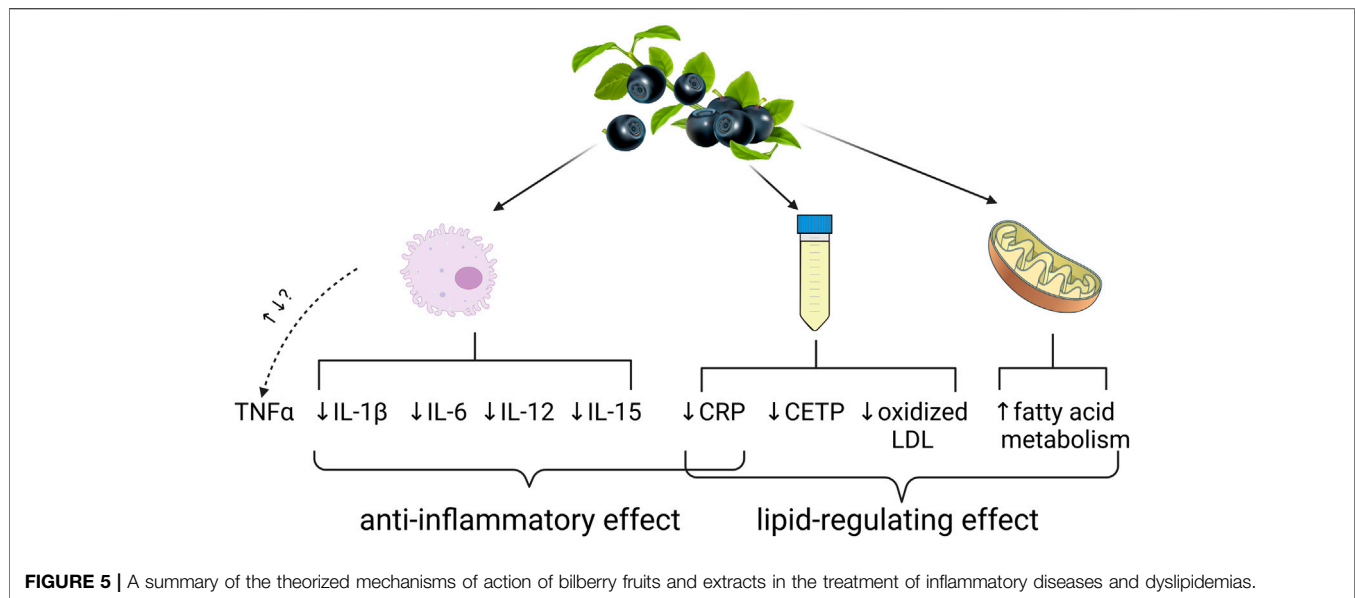 ↑↓?
TNFα ↓IL-1β ↓IL-6 ↓IL-12 ↓IL-15 ↓CRP ↓CETP ↓oxidized LDL ↑fatty acid metabolism
anti-inflammatory effect lipid-regulating effect
FIGURE 5 | A summary of the theorized mechanisms of action of bilberry fruits and extracts in the treatment of inflammatory diseases and dyslipidemias.